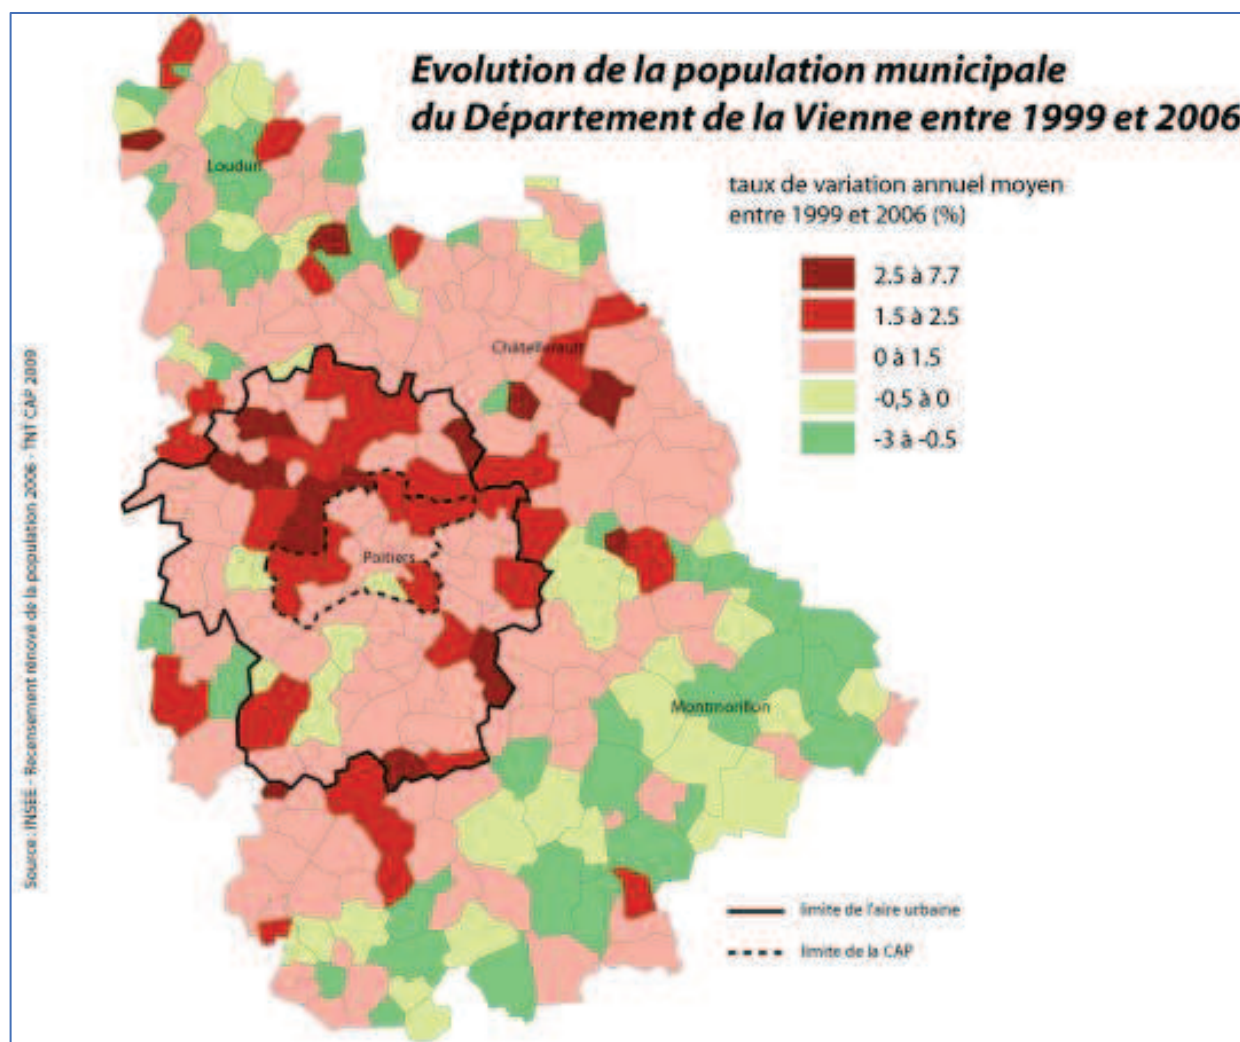 Evolution de la population municipale
du Département de la Vienne entre 1999 et 2006
taux de variation annuel moyen
entre 1999 et 2006 (%)
2.5 à 7.7
1.5 à 2.5
0 à 1.5
-0,5 à 0
-3 à -0.5
Loudun
Châtellerault
Poitiers
Montmorillon
limite de l'aire urbaine
limite de la CAP
Source : INSEE - Recensement rénové de la population 2006 - TNT CAP 2009